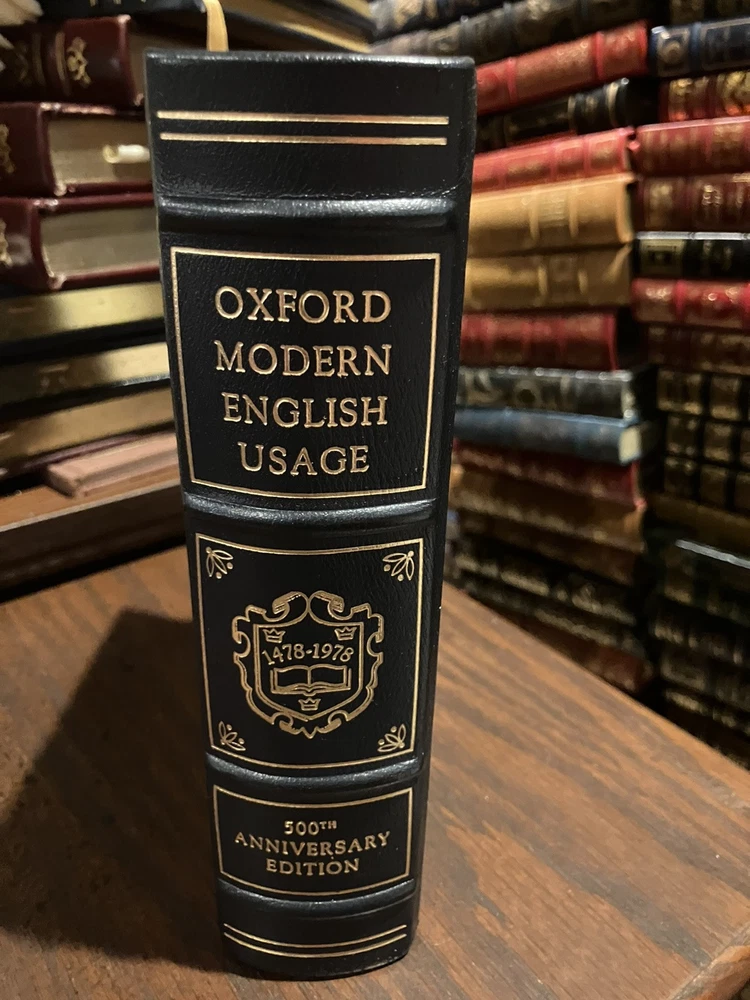 OXFORD
MODERN
ENGLISH
USAGE
1478-1978
500TH
ANNIVERSARY
EDITION